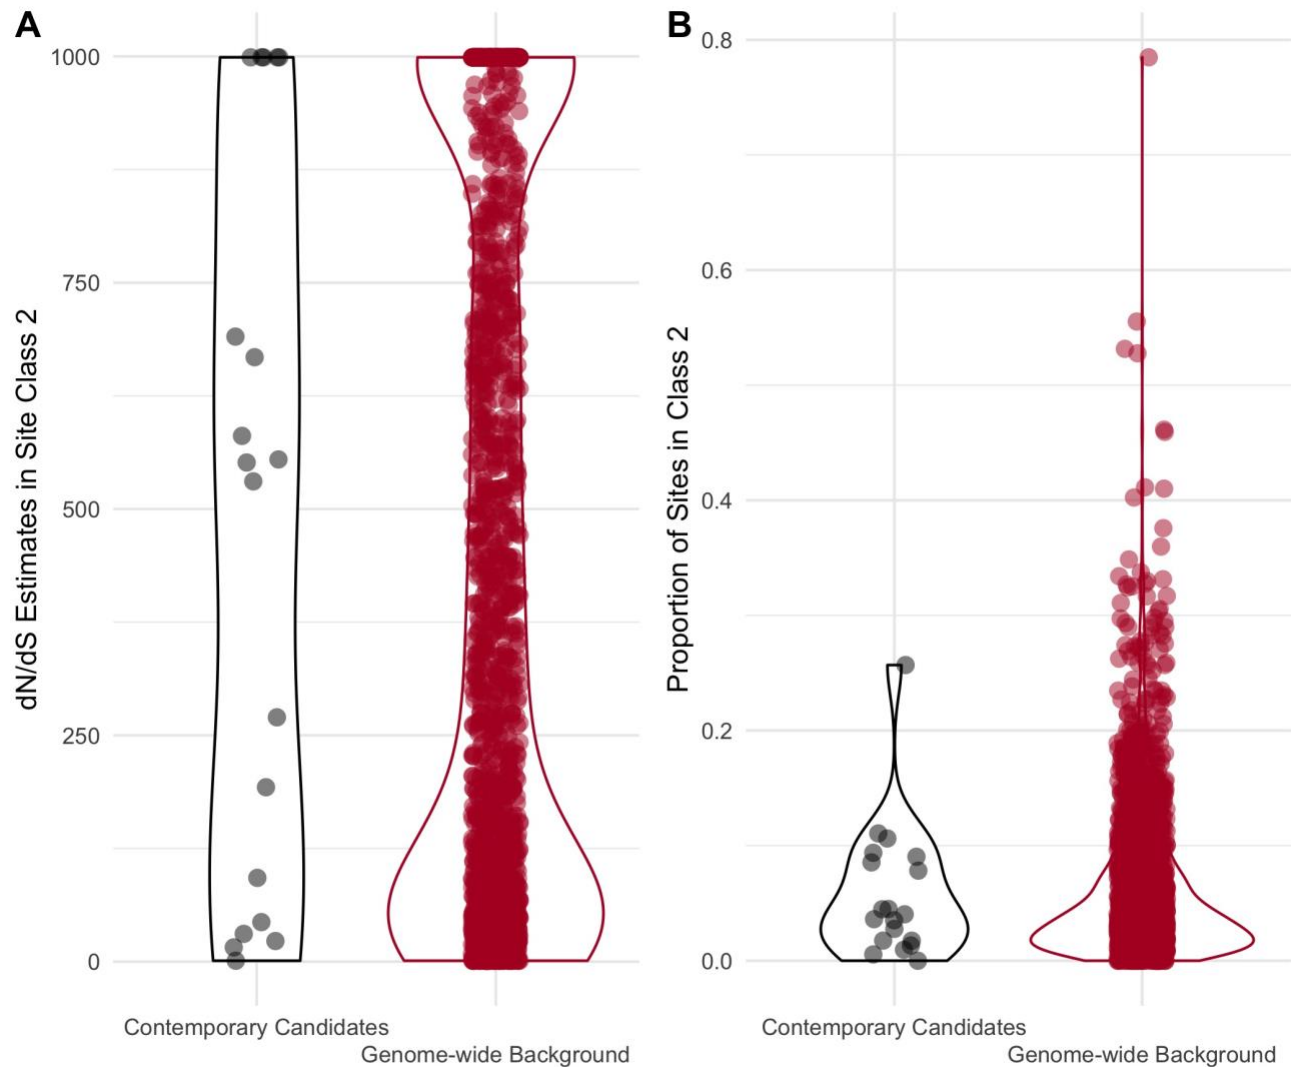 A
dN/dS Estimates in Site Class 2
1000
750
500
250
0
Contemporary Candidates
Genome-wide Background
B
Proportion of Sites in Class 2
0.8
0.6
0.4
0.2
0.0
Contemporary Candidates
Genome-wide Background